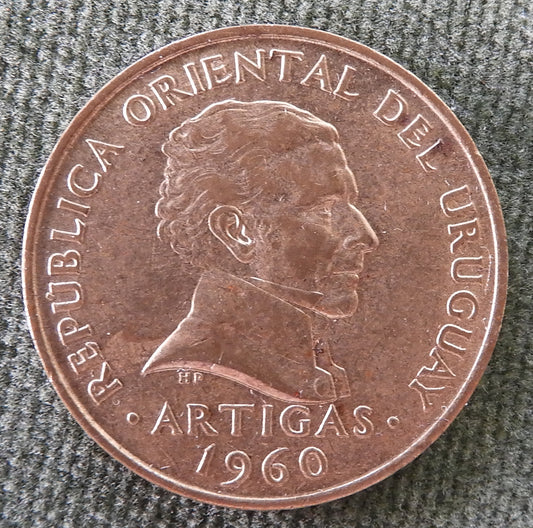 · REPÚBLICA ORIENTAL DEL URUGUAY
HP
· ARTIGAS ·
1960